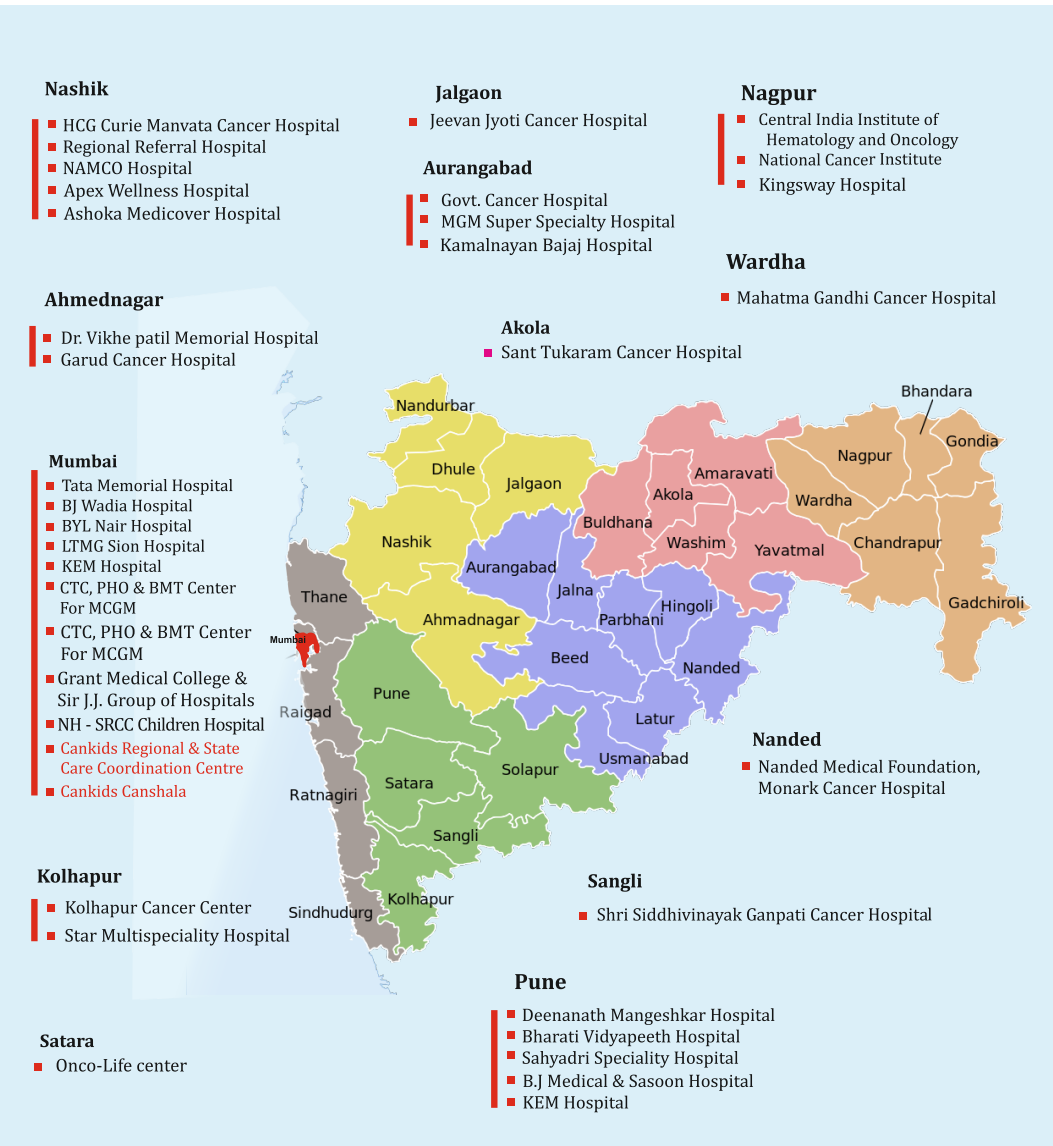 Nashik
HCG Curie Manvata Cancer Hospital
Regional Referral Hospital
NAMCO Hospital
Apex Wellness Hospital
Ashoka Medicover Hospital
Jalgaon
Jeevan Jyoti Cancer Hospital
Aurangabad
Govt. Cancer Hospital
MGM Super Specialty Hospital
Kamalnayan Bajaj Hospital
Nagpur
Central India Institute of
Hematology and Oncology
National Cancer Institute
Kingsway Hospital
Wardha
Mahatma Gandhi Cancer Hospital
Ahmednagar
Dr. Vikhe patil Memorial Hospital
Garud Cancer Hospital
Akola
Sant Tukaram Cancer Hospital
Mumbai
Tata Memorial Hospital
BJ Wadia Hospital
BYL Nair Hospital
LTMG Sion Hospital
KEM Hospital
CTC, PHO & BMT Center
For MCGM
CTC, PHO & BMT Center
For MCGM
Grant Medical College &
Sir J.J. Group of Hospitals
NH - SRCC Children Hospital
Cankids Regional & State
Care Coordination Centre
Cankids Canshala
Nandurbar
Dhule
Jalgaon
Nashik
Buldhana
Akola
Amaravati
Washim
Yavatmal
Wardha
Nagpur
Bhandara
Gondia
Chandrapur
Gadchiroli
Aurangabad
Jalna
Parbhani
Hingoli
Thane
Mumbai
Ahmadnagar
Beed
Nanded
Pune
Raigad
Latur
Usmanabad
Solapur
Satara
Ratnagiri
Sangli
Kolhapur
Sindhudurg
Nanded
Nanded Medical Foundation,
Monark Cancer Hospital
Kolhapur
Kolhapur Cancer Center
Star Multispeciality Hospital
Sangli
Shri Siddhivinayak Ganpati Cancer Hospital
Satara
Onco-Life center
Pune
Deenanath Mangeshkar Hospital
Bharati Vidyapeeth Hospital
Sahyadri Speciality Hospital
B.J Medical & Sasoon Hospital
KEM Hospital